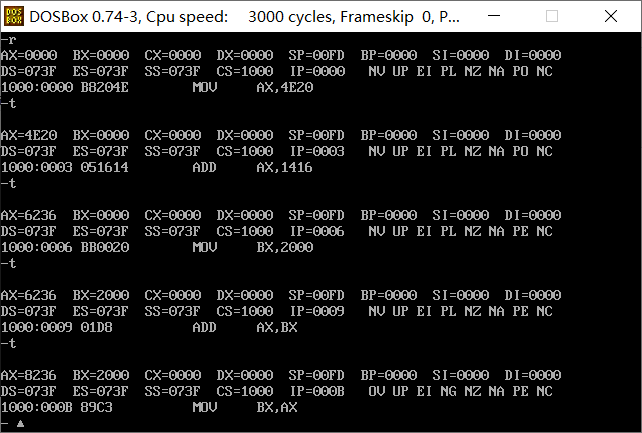 DOSBox 0.74-3, Cpu speed:    3000 cycles, Frameskip  0, P...
-r
AX=0000  BX=0000  CX=0000  DX=0000  SP=00FD  BP=0000  SI=0000  DI=0000
DS=073F  ES=073F  SS=073F  CS=1000  IP=0000   NV UP EI PL NZ NA PO NC
1000:0000 B8204E        MOV     AX,4E20
-t
AX=4E20  BX=0000  CX=0000  DX=0000  SP=00FD  BP=0000  SI=0000  DI=0000
DS=073F  ES=073F  SS=073F  CS=1000  IP=0003   NV UP EI PL NZ NA PO NC
1000:0003 051614        ADD     AX,1416
-t
AX=6236  BX=0000  CX=0000  DX=0000  SP=00FD  BP=0000  SI=0000  DI=0000
DS=073F  ES=073F  SS=073F  CS=1000  IP=0006   NV UP EI PL NZ NA PE NC
1000:0006 BB0020        MOV     BX,2000
-t
AX=6236  BX=2000  CX=0000  DX=0000  SP=00FD  BP=0000  SI=0000  DI=0000
DS=073F  ES=073F  SS=073F  CS=1000  IP=0009   NV UP EI PL NZ NA PE NC
1000:0009 01D8          ADD     AX,BX
-t
AX=8236  BX=2000  CX=0000  DX=0000  SP=00FD  BP=0000  SI=0000  DI=0000
DS=073F  ES=073F  SS=073F  CS=1000  IP=000B   OV UP EI NG NZ NA PE NC
1000:000B 89C3          MOV     BX,AX
-